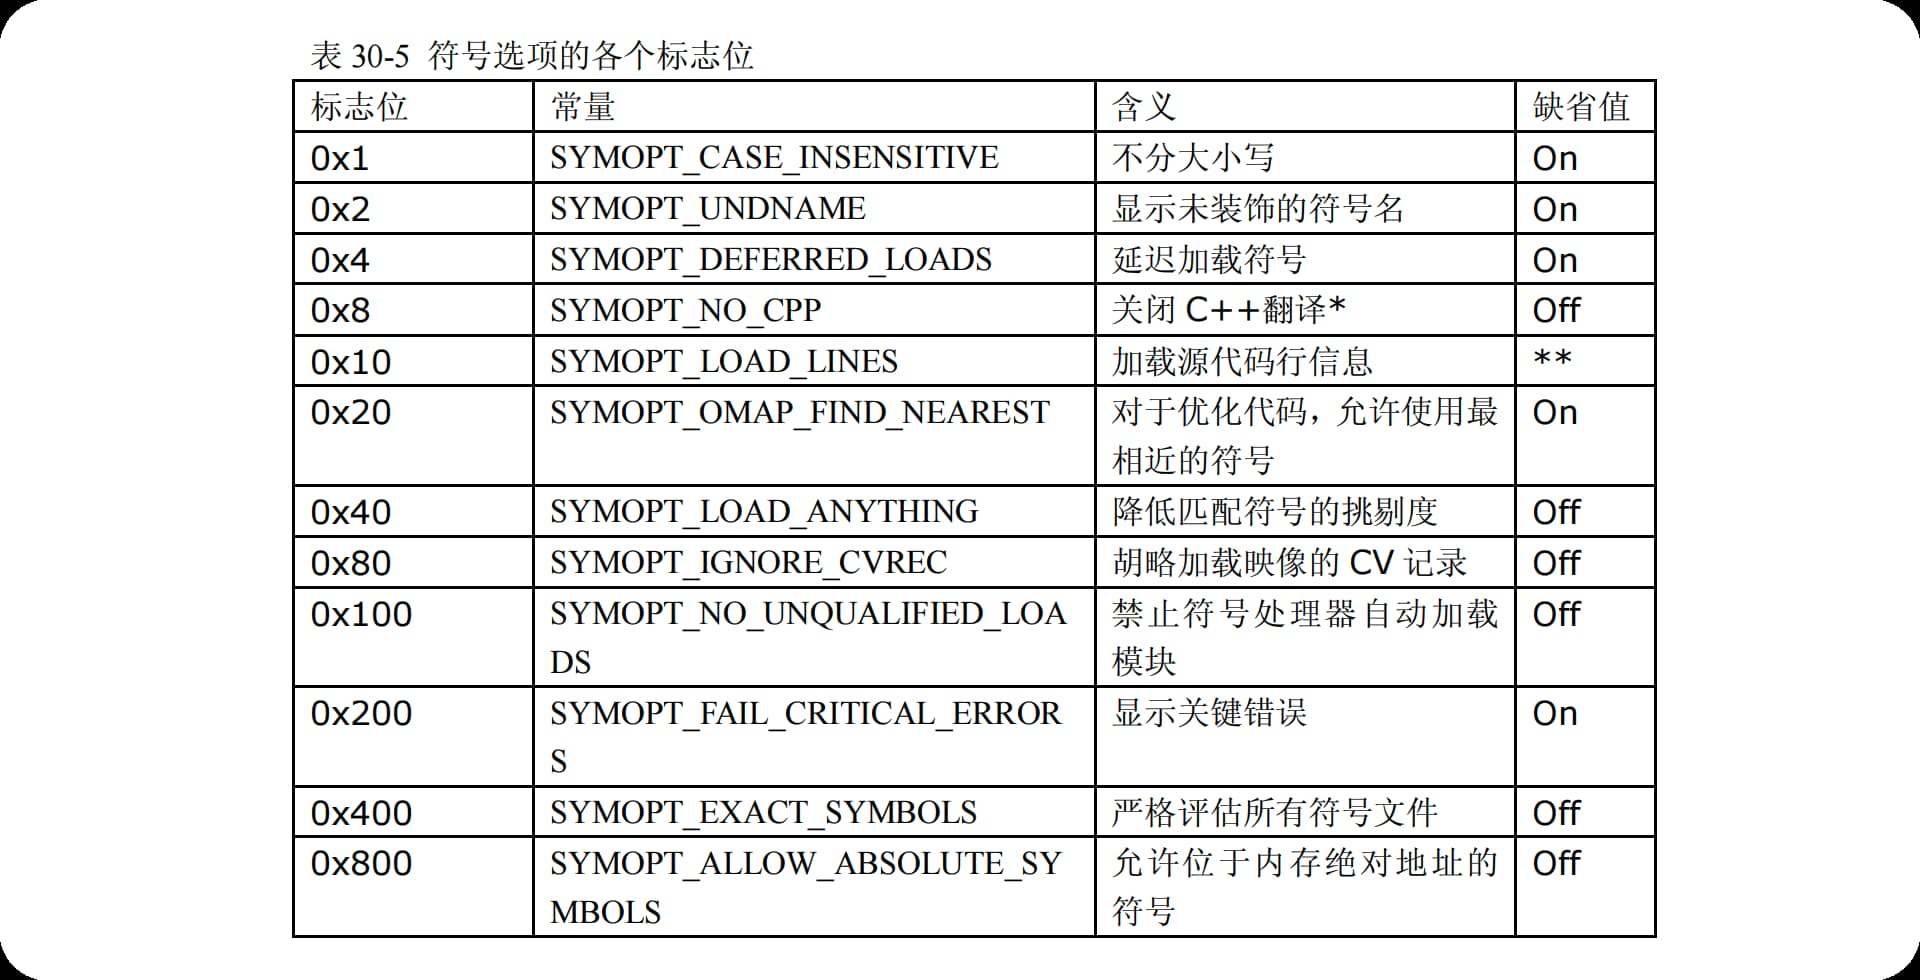 表 30-5 符号选项的各个标志位
标志位 常量 含义 缺省值
0x1 SYMOPT_CASE_INSENSITIVE 不分大小写 On
0x2 SYMOPT_UNDNAME 显示未装饰的符号名 On
0x4 SYMOPT_DEFERRED_LOADS 延迟加载符号 On
0x8 SYMOPT_NO_CPP 关闭 C++翻译* Off
0x10 SYMOPT_LOAD_LINES 加载源代码行信息 **
0x20 SYMOPT_OMAP_FIND_NEAREST 对于优化代码，允许使用最 On
相近的符号
0x40 SYMOPT_LOAD_ANYTHING 降低匹配符号的挑剔度 Off
0x80 SYMOPT_IGNORE_CVREC 胡略加载映像的 CV 记录 Off
0x100 SYMOPT_NO_UNQUALIFIED_LOA 禁止符号处理器自动加载 Off
DS 模块
0x200 SYMOPT_FAIL_CRITICAL_ERROR 显示关键错误 On
S
0x400 SYMOPT_EXACT_SYMBOLS 严格评估所有符号文件 Off
0x800 SYMOPT_ALLOW_ABSOLUTE_SY 允许位于内存绝对地址的 Off
MBOLS 符号